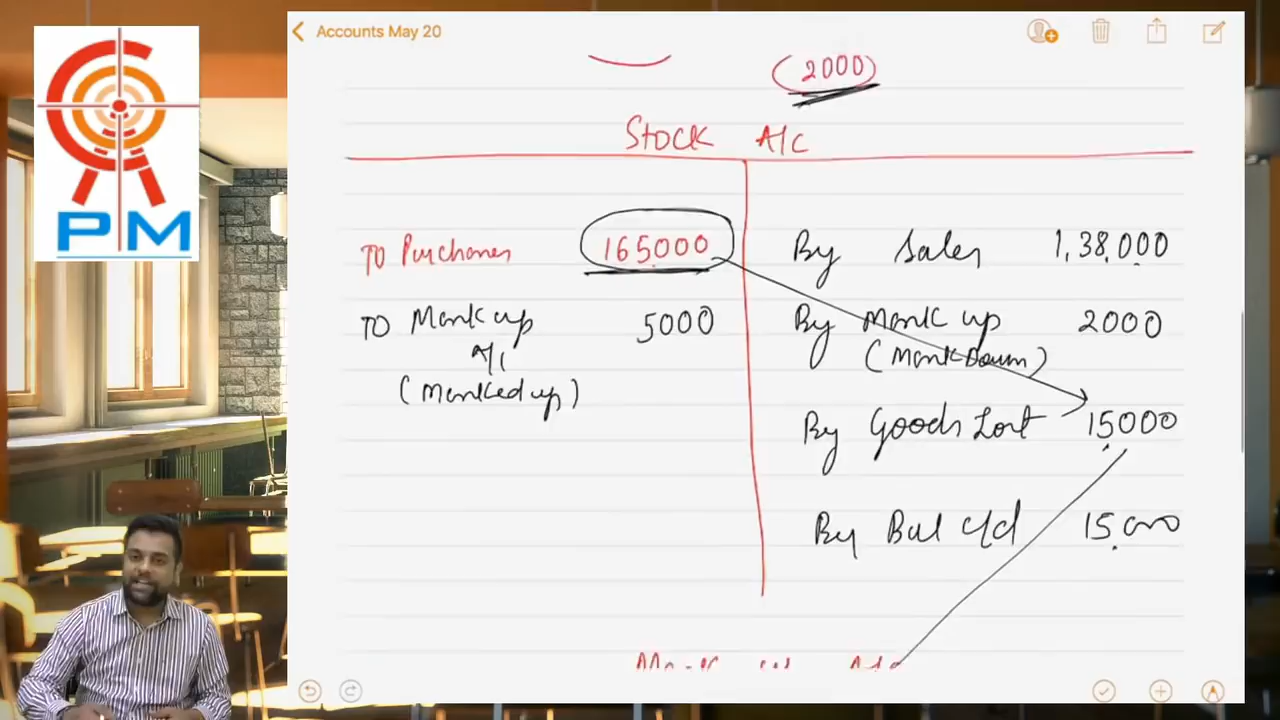 Accounts May 20
(2000)
PM
Stock A/c
To Purchases 165000 By Sales 1,38,000
To Mark up 5000 By Mark up 2000
A/c (Mark Down)
(Marked up) By Goods Lost 15000
By Bal c/d 15,000